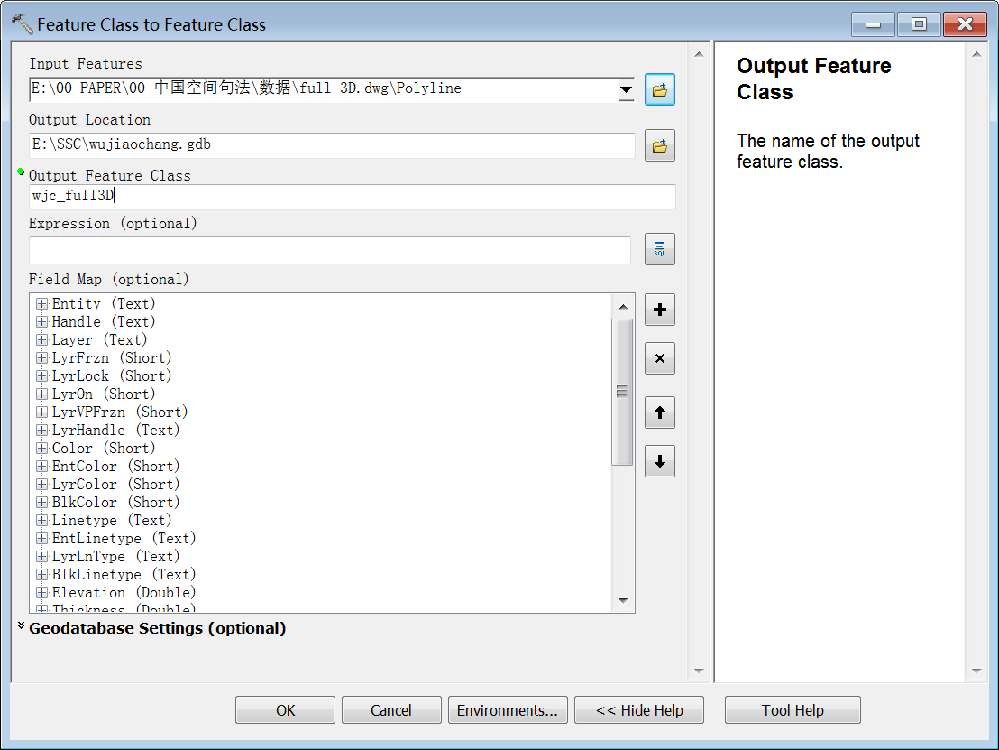 Feature Class to Feature Class
Input Features
E:\00 PAPER\00 中国空间句法\数据\full 3D.dwg\Polyline
Output Location
E:\SSC\wujiaochang.gdb
Output Feature Class
wjc_full3D
Expression (optional)
SQL
Field Map (optional)
Entity (Text)
Handle (Text)
Layer (Text)
LyrFrzn (Short)
LyrLock (Short)
LyrOn (Short)
LyrVPFrzn (Short)
LyrHandle (Text)
Color (Short)
EntColor (Short)
LyrColor (Short)
BlkColor (Short)
Linetype (Text)
EntLinetype (Text)
LyrLnType (Text)
BlkLinetype (Text)
Elevation (Double)
Thickness (Double)
Geodatabase Settings (optional)
OK
Cancel
Environments...
<< Hide Help
Tool Help
Output Feature
Class
The name of the output
feature class.